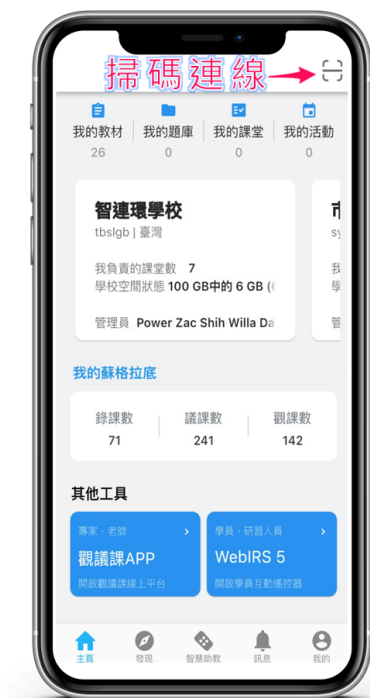 掃碼連線
我的教材 我的題庫 我的課堂 我的活動
26 0 0 0
智連環學校
tbslgb | 臺灣
我負責的課堂數 7
學校空間狀態 100 GB中的 6 GB (
管理員 Power Zac Shih Willa Da
市
sy
我
學
管
我的蘇格拉底
錄課數 議課數 觀課數
71 241 142
其他工具
專家・老師 >
觀議課APP
開啟觀議課線上平台
學員・研習人員 >
WebIRS 5
開啟學員互動遙控器
主頁 發現 智慧助教 訊息 我的